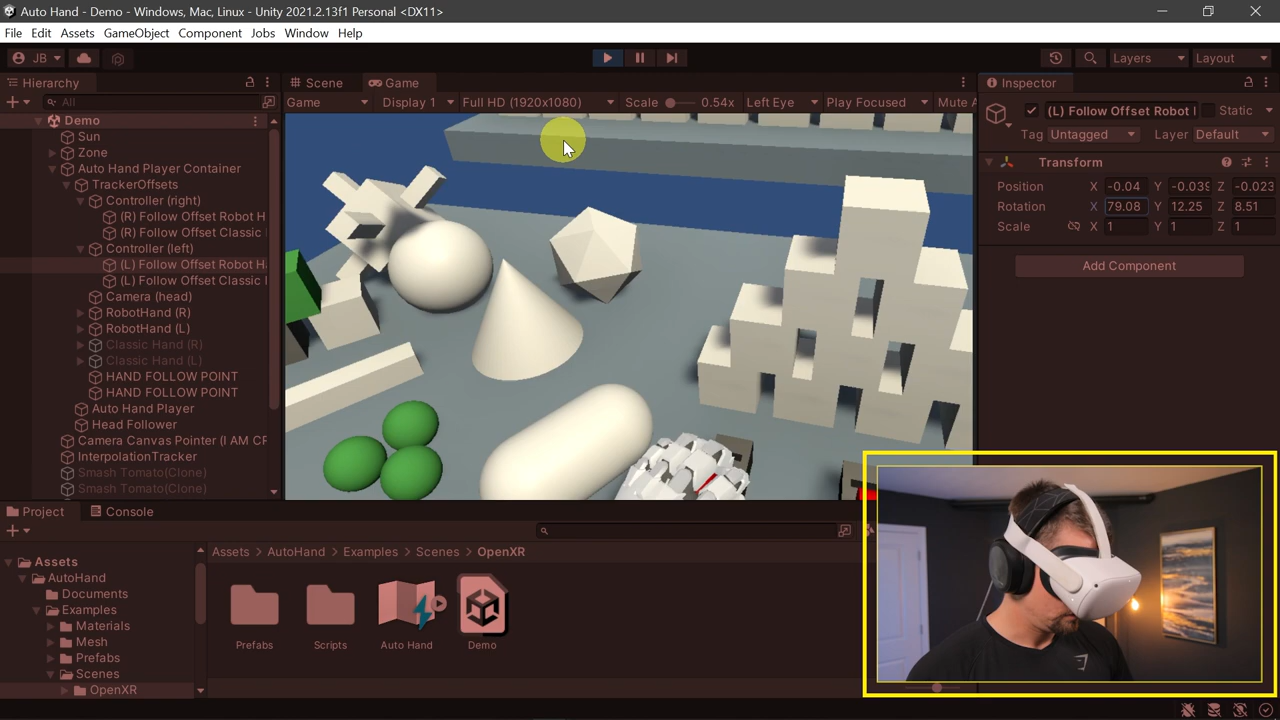 Auto Hand - Demo - Windows, Mac, Linux - Unity 2021.2.13f1 Personal <DX11>
File Edit Assets GameObject Component Jobs Window Help
JB Layers Layout
Hierarchy Scene Game Inspector
All Game Display 1 Full HD (1920x1080) Scale 0.54x Left Eye Play Focused Mute A
(L) Follow Offset Robot Static
Demo
Sun
Tag Untagged Layer Default
Zone
Transform
Auto Hand Player Container
TrackerOffsets
Position X -0.04 Y -0.039 Z -0.023
Controller (right)
Rotation X 79.08 Y 12.25 Z 8.51
(R) Follow Offset Robot H
Scale X 1 Y 1 Z 1
(R) Follow Offset Classic
Controller (left)
(L) Follow Offset Robot H
Add Component
(L) Follow Offset Classic
Camera (head)
RobotHand (R)
RobotHand (L)
Classic Hand (R)
Classic Hand (L)
HAND FOLLOW POINT
HAND FOLLOW POINT
Auto Hand Player
Head Follower
Camera Canvas Pointer (I AM CF
InterpolationTracker
Smash Tomato(Clone)
Smash Tomato(Clone)
Project Console
Assets > AutoHand > Examples > Scenes > OpenXR
Assets
AutoHand
Documents
Examples
Materials
Mesh
Prefabs
Scenes
OpenXR
Prefabs Scripts Auto Hand Demo